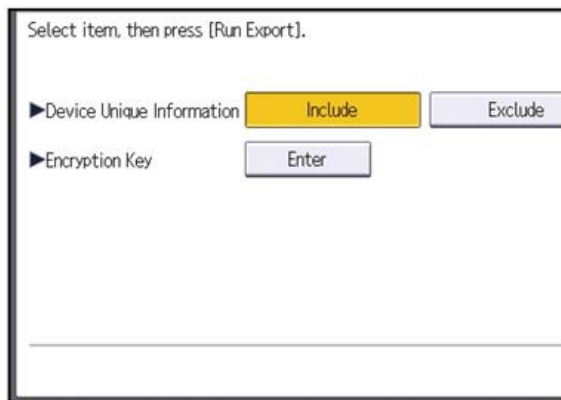 Select item, then press [Run Export].
►Device Unique Information Include Exclude
►Encryption Key Enter